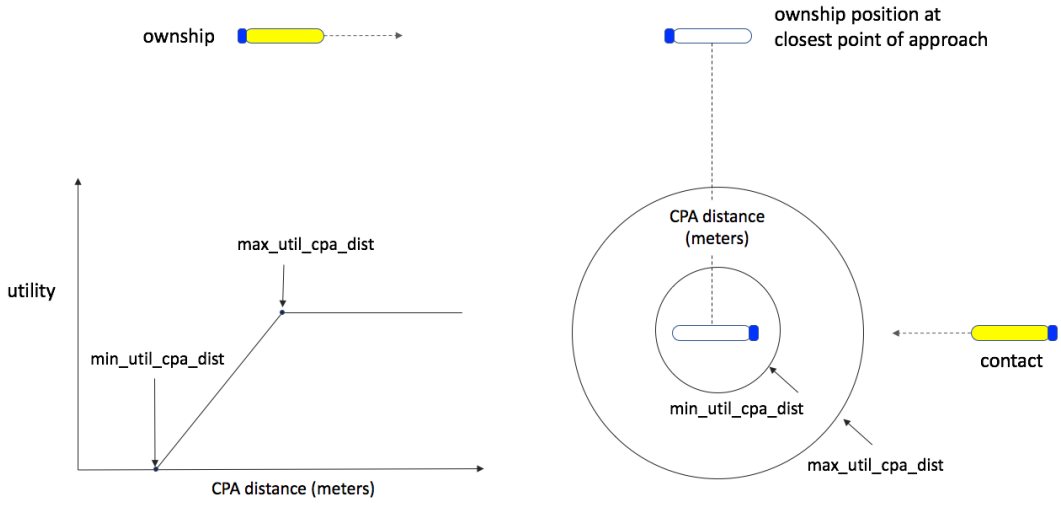 ownship
ownship position at
closest point of approach
max_util_cpa_dist
utility
min_util_cpa_dist
CPA distance (meters)
CPA distance
(meters)
contact
min_util_cpa_dist
max_util_cpa_dist